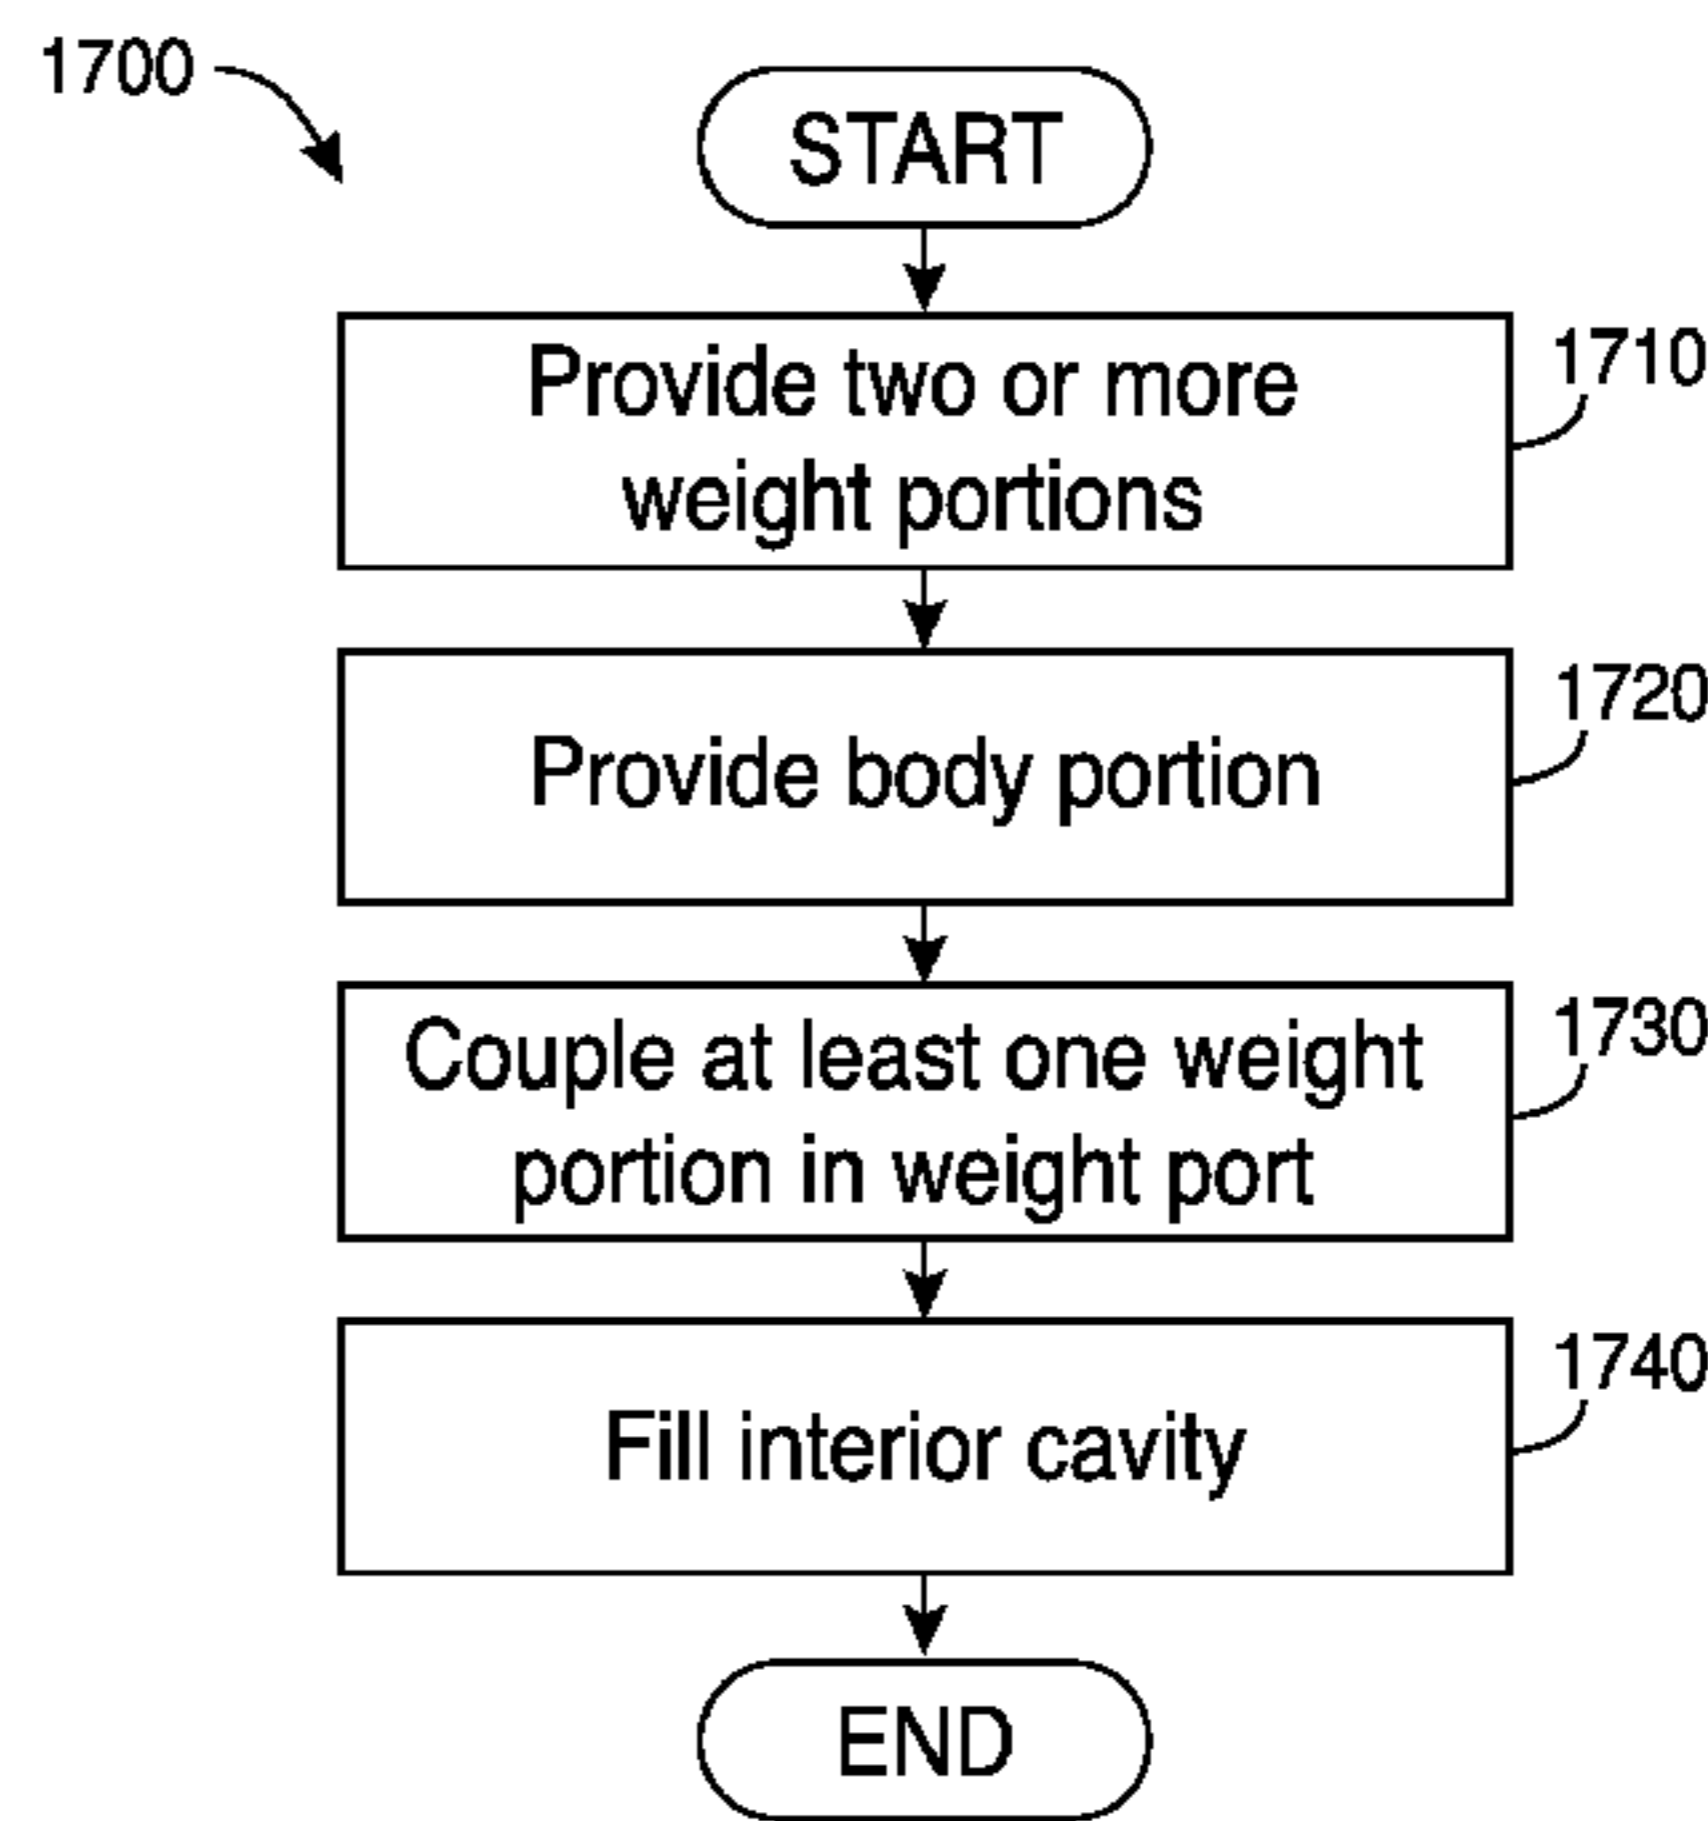 1700
START
Provide two or more
weight portions
1710
Provide body portion
1720
Couple at least one weight
portion in weight port
1730
Fill interior cavity
1740
END